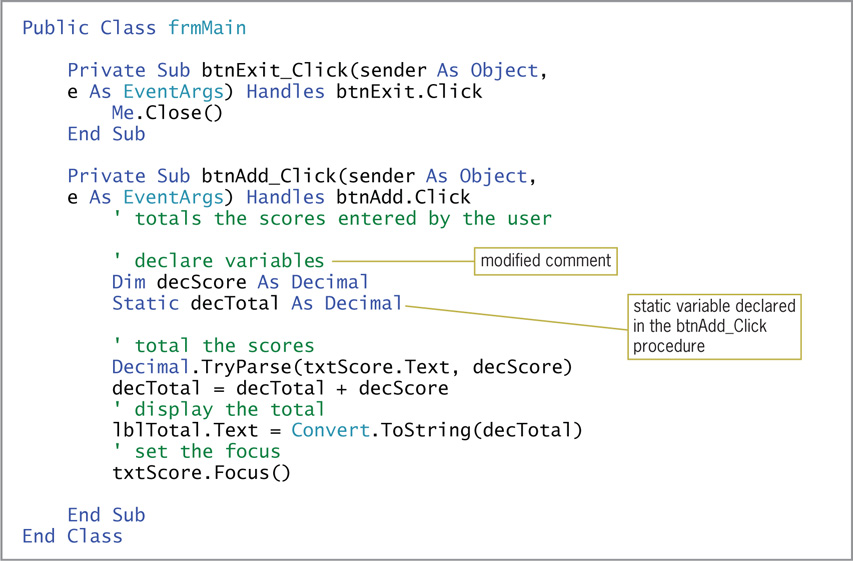 Public Class frmMain
Private Sub btnExit_Click(sender As Object,
e As EventArgs) Handles btnExit.Click
Me.Close()
End Sub
Private Sub btnAdd_Click(sender As Object,
e As EventArgs) Handles btnAdd.Click
' totals the scores entered by the user
' declare variables
modified comment
Dim decScore As Decimal
Static decTotal As Decimal
static variable declared
in the btnAdd_Click
procedure
' total the scores
Decimal.TryParse(txtScore.Text, decScore)
decTotal = decTotal + decScore
' display the total
lblTotal.Text = Convert.ToString(decTotal)
' set the focus
txtScore.Focus()
End Sub
End Class